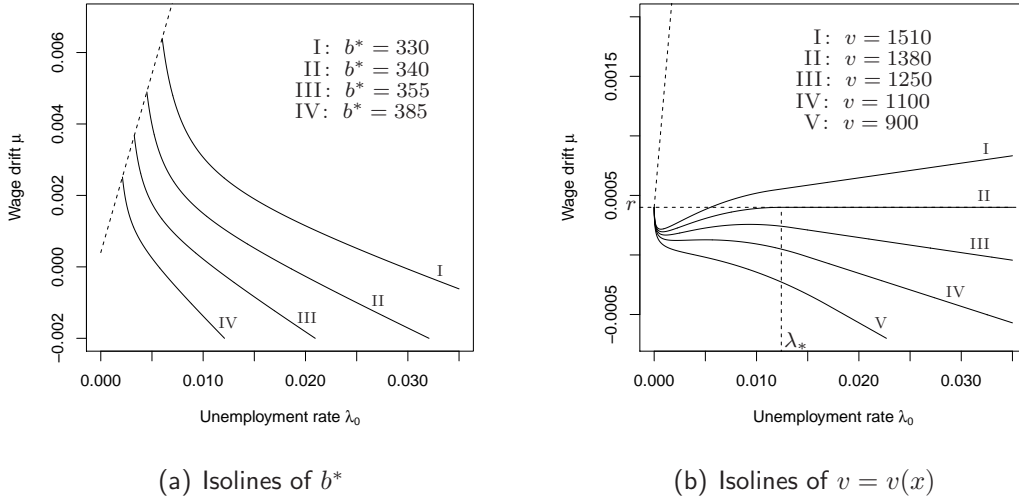 I: b* = 330
II: b* = 340
III: b* = 355
IV: b* = 385
Wage drift μ
0.006
0.004
0.002
0.000
−0.002
I
II
III
IV
0.000
0.010
0.020
0.030
Unemployment rate λ₀
(a) Isolines of b*
I: v = 1510
II: v = 1380
III: v = 1250
IV: v = 1100
V: v = 900
Wage drift μ
0.0015
0.0005
r
−0.0005
I
II
III
IV
V
λ*
0.000
0.010
0.020
0.030
Unemployment rate λ₀
(b) Isolines of v = v(x)